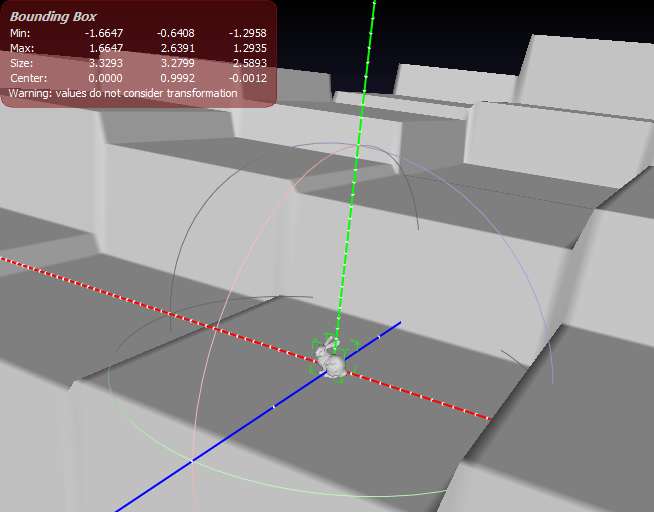 Bounding Box
Min: -1.6647 -0.6408 -1.2958
Max: 1.6647 2.6391 1.2935
Size: 3.3293 3.2799 2.5893
Center: 0.0000 0.9992 -0.0012
Warning: values do not consider transformation